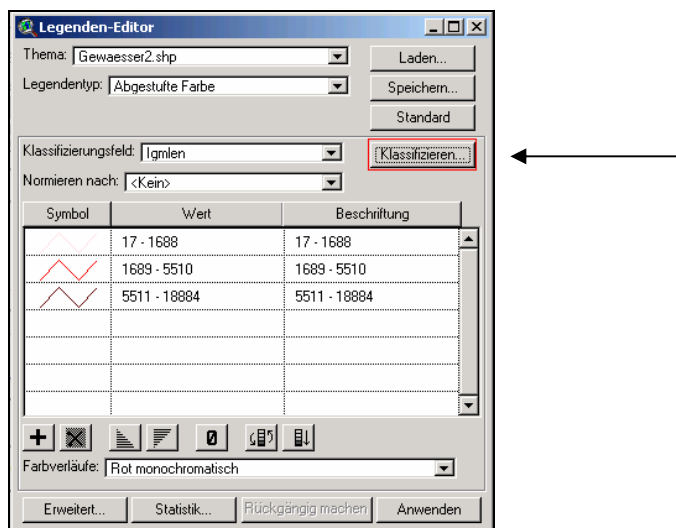 Legenden-Editor
Thema: Gewaesser2.shp
Laden...
Legendentyp: Abgestufte Farbe
Speichern...
Standard
Klassifizierungsfeld: lgmlen
Klassifizieren...
Normieren nach: <Kein>
Symbol Wert Beschriftung
17 - 1688 17 - 1688
1689 - 5510 1689 - 5510
5511 - 18884 5511 - 18884
Farbverläufe: Rot monochromatisch
Erweitert... Statistik... Rückgängig machen Anwenden